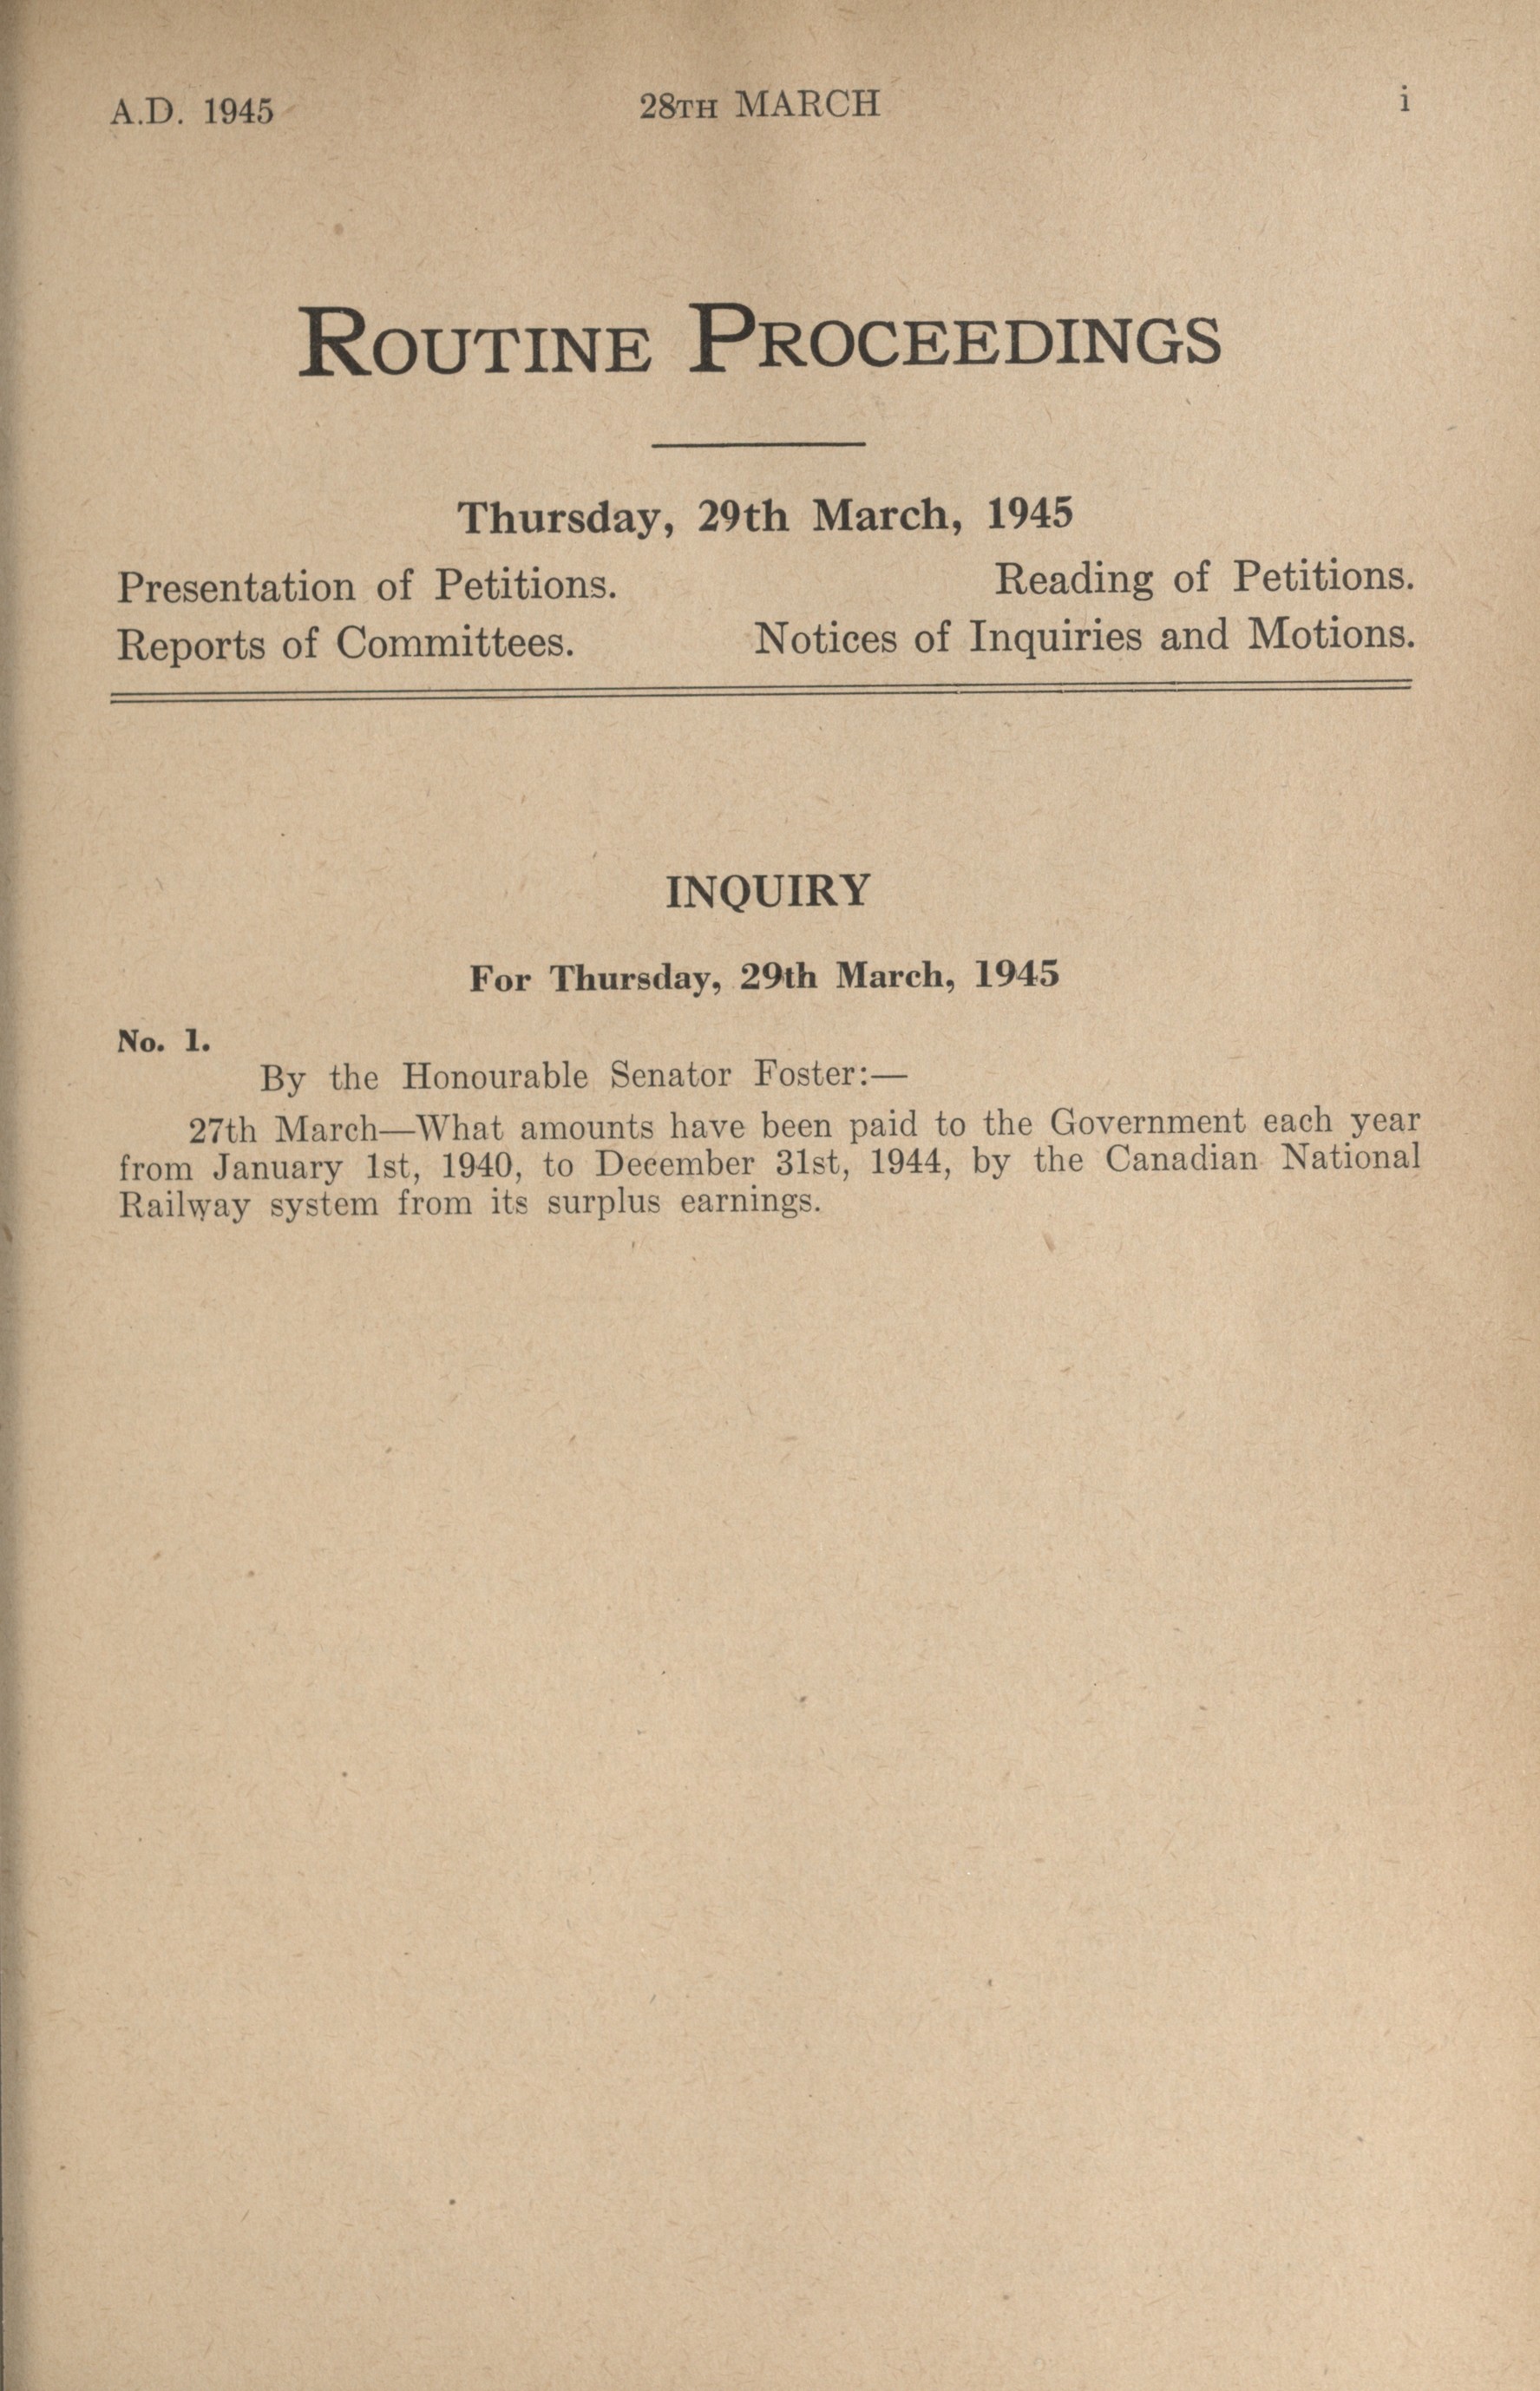 A.D. 1945 28TH MARCH i
ROUTINE PROCEEDINGS
Thursday, 29th March, 1945
Presentation of Petitions. Reading of Petitions.
Reports of Committees. Notices of Inquiries and Motions.
INQUIRY
For Thursday, 29th March, 1945
No. 1.
By the Honourable Senator Foster:—
27th March—What amounts have been paid to the Government each year
from January 1st, 1940, to December 31st, 1944, by the Canadian National
Railway system from its surplus earnings.